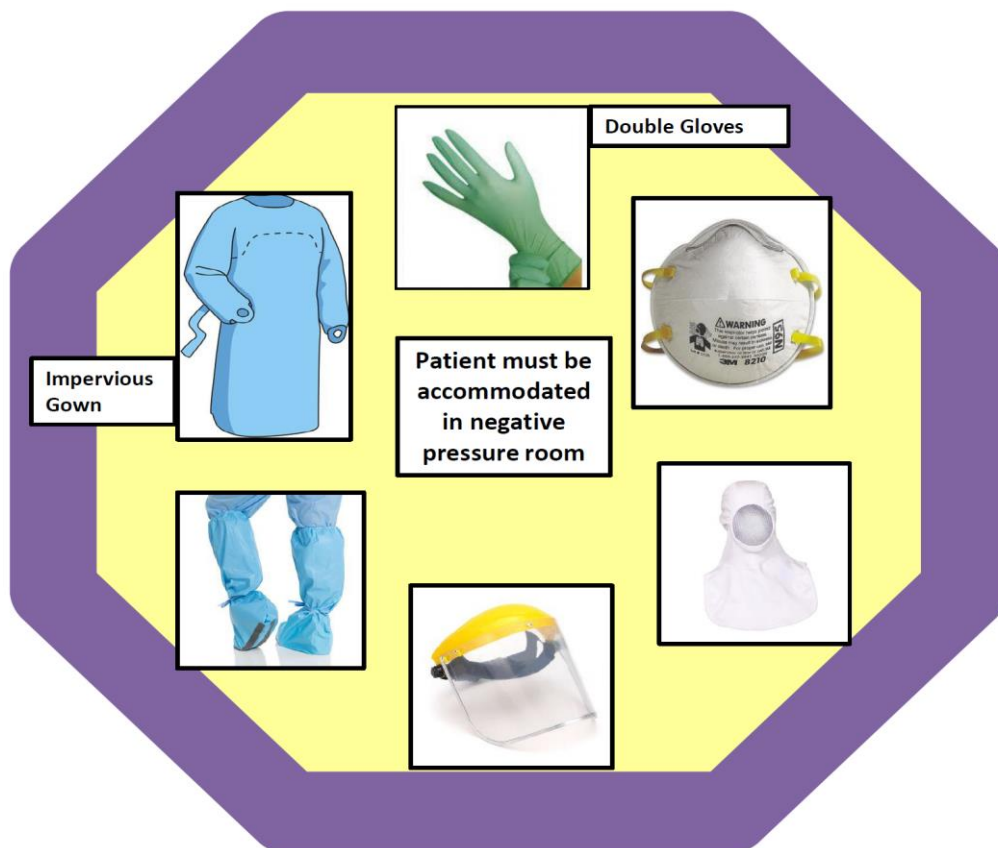 Double Gloves
Impervious
Gown
Patient must be
accommodated
in negative
pressure room
WARNING
N95
3M 8210